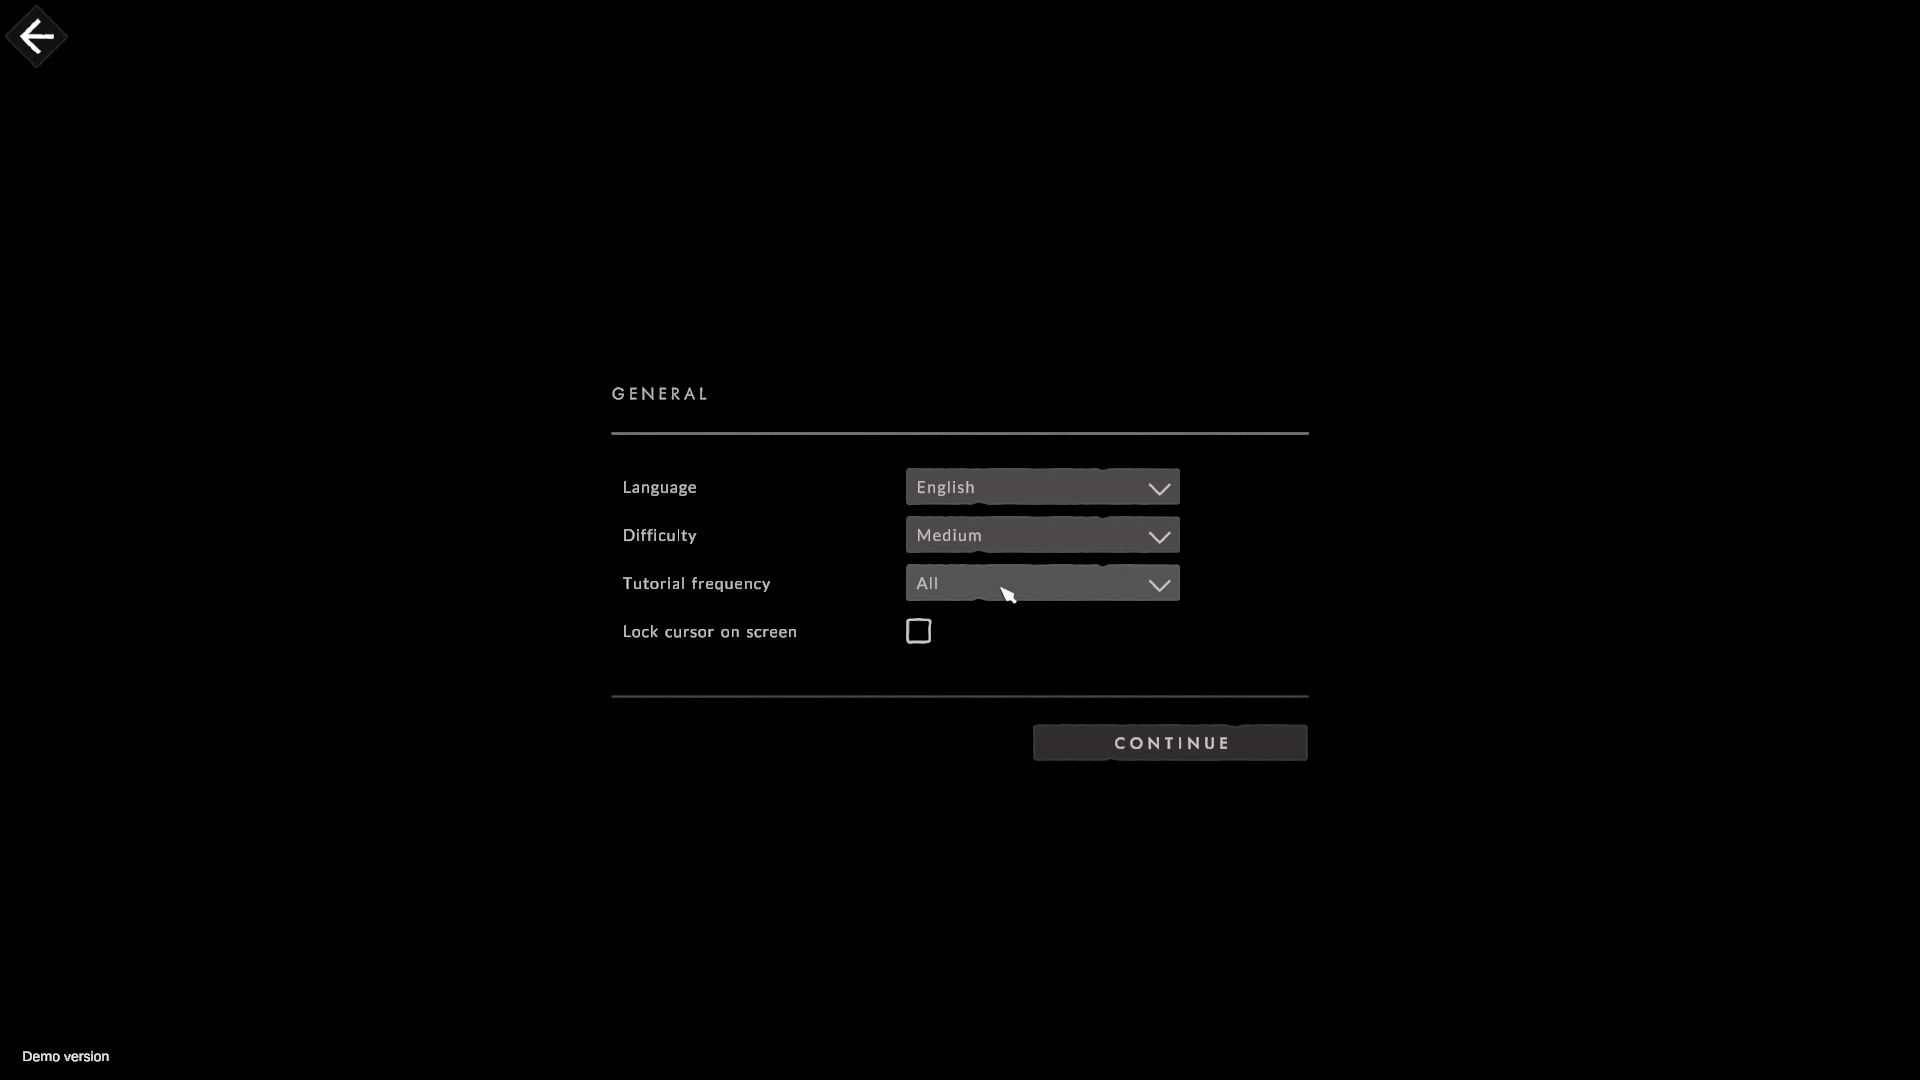 GENERAL
Language English
Difficulty Medium
Tutorial frequency All
Lock cursor on screen
CONTINUE
Demo version